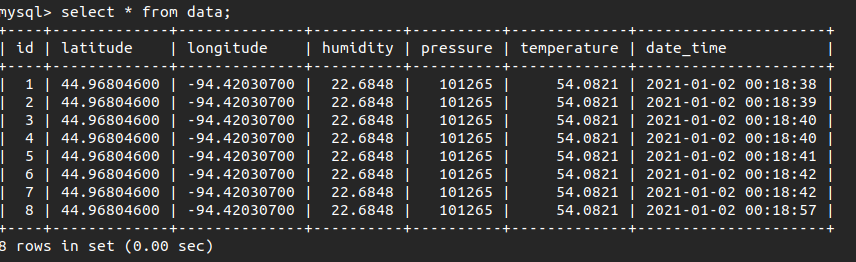 mysql> select * from data;
+----+-------------+--------------+----------+----------+-------------+---------------------+
| id | latitude    | longitude    | humidity | pressure | temperature | date_time           |
+----+-------------+--------------+----------+----------+-------------+---------------------+
|  1 | 44.96804600 | -94.42030700 |  22.6848 |   101265 |     54.0821 | 2021-01-02 00:18:38 |
|  2 | 44.96804600 | -94.42030700 |  22.6848 |   101265 |     54.0821 | 2021-01-02 00:18:39 |
|  3 | 44.96804600 | -94.42030700 |  22.6848 |   101265 |     54.0821 | 2021-01-02 00:18:40 |
|  4 | 44.96804600 | -94.42030700 |  22.6848 |   101265 |     54.0821 | 2021-01-02 00:18:40 |
|  5 | 44.96804600 | -94.42030700 |  22.6848 |   101265 |     54.0821 | 2021-01-02 00:18:41 |
|  6 | 44.96804600 | -94.42030700 |  22.6848 |   101265 |     54.0821 | 2021-01-02 00:18:42 |
|  7 | 44.96804600 | -94.42030700 |  22.6848 |   101265 |     54.0821 | 2021-01-02 00:18:42 |
|  8 | 44.96804600 | -94.42030700 |  22.6848 |   101265 |     54.0821 | 2021-01-02 00:18:57 |
+----+-------------+--------------+----------+----------+-------------+---------------------+
8 rows in set (0.00 sec)